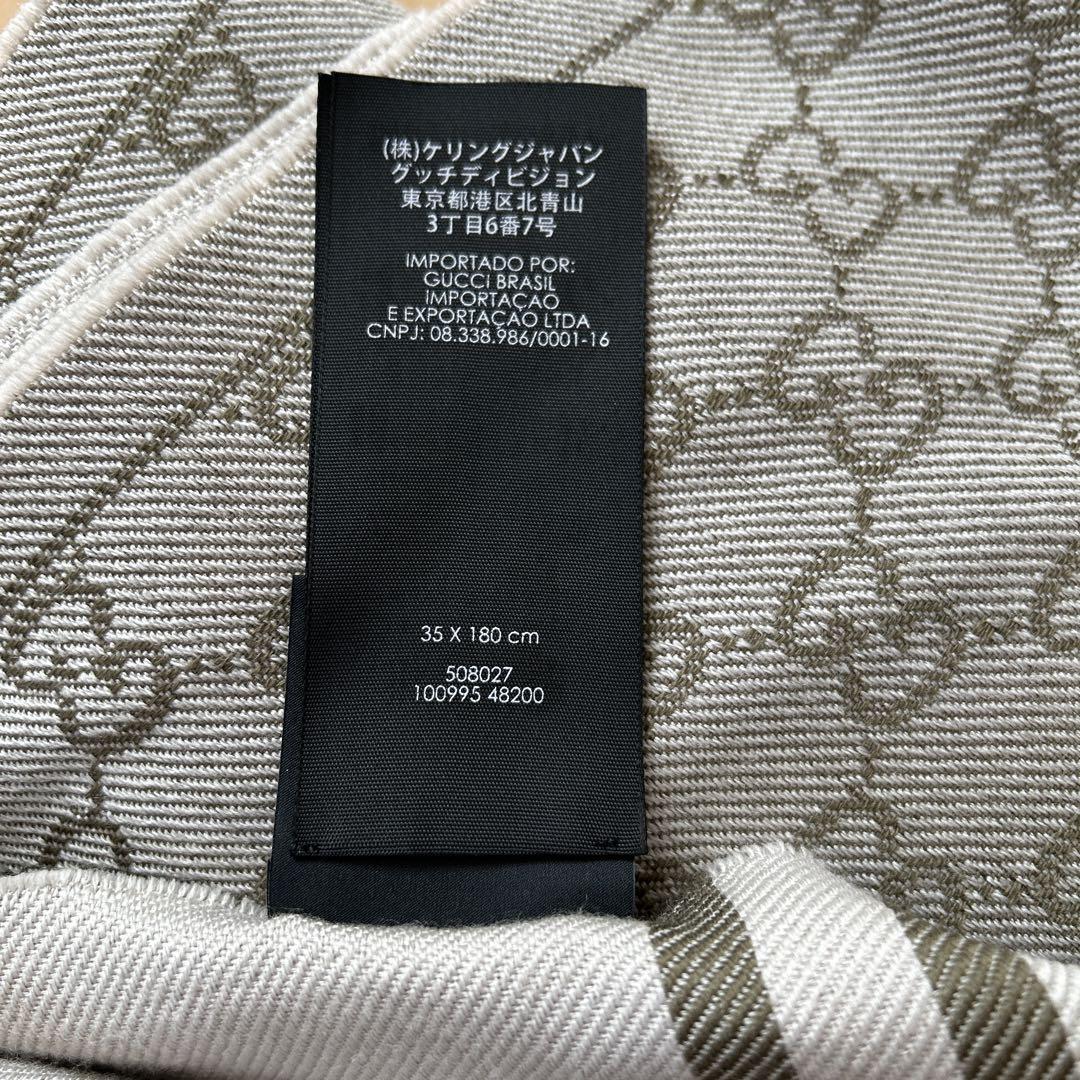 (株)ケリングジャパン
グッチディビジョン
東京都港区北青山
3丁目6番7号
IMPORTADO POR:
GUCCI BRASIL
IMPORTAÇAO
E EXPORTAÇAO LTDA
CNPJ: 08.338.986/0001-16
35 X 180 cm
508027
100995 48200